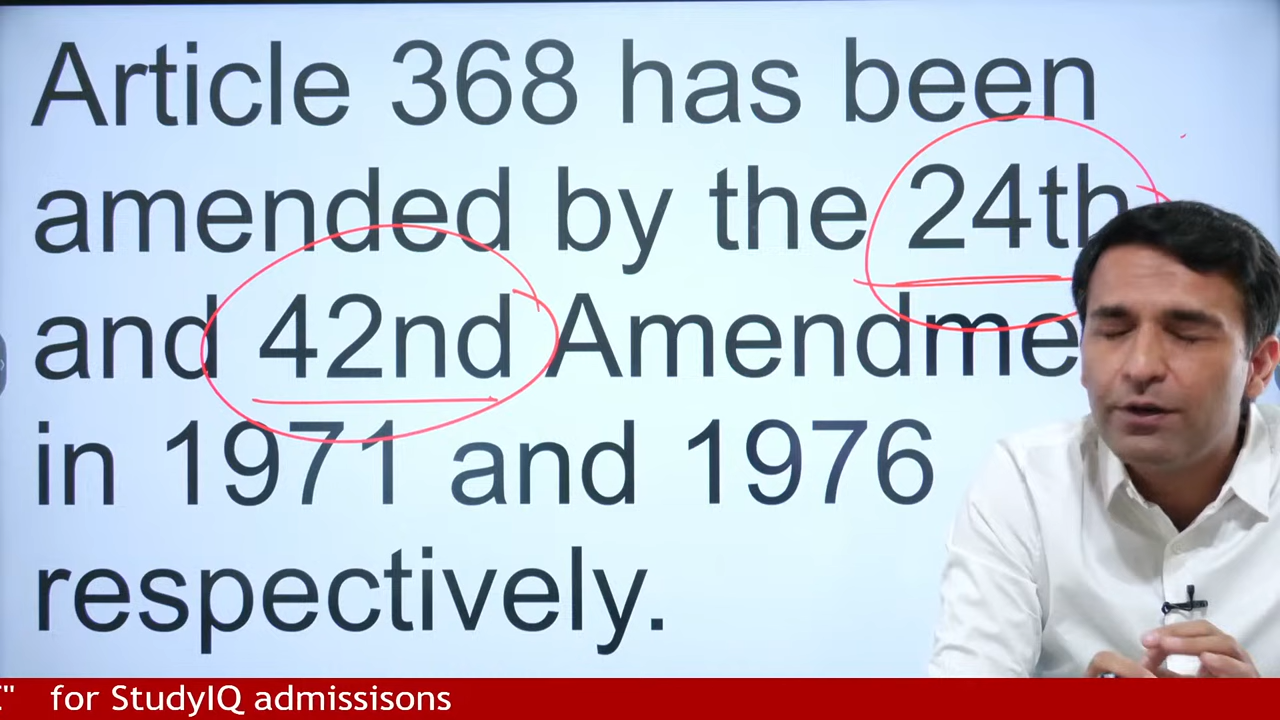 Article 368 has been
amended by the 24th
and 42nd Amendme
in 1971 and 1976
respectively.
" for StudyIQ admissisons